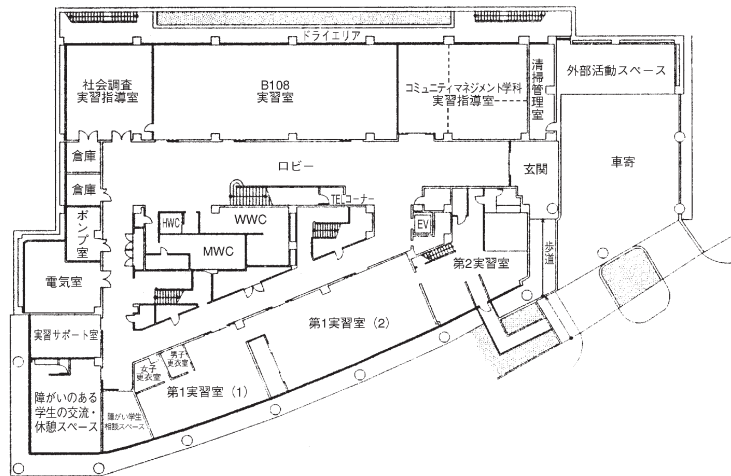 ドライエリア
社会調査
実習指導室
B108
実習室
コミュニティマネジメント学科
実習指導室
清掃管理室
外部活動スペース
倉庫
ロビー
玄関
車寄
倉庫
TELコーナー
ポンプ室
HWC
WWC
EV
MWC
歩道
電気室
第2実習室
実習サポート室
第1実習室（2）
女子
更衣室
男子
更衣室
第1実習室（1）
障がいのある
学生の交流・
休憩スペース
障がい学生
相談スペース